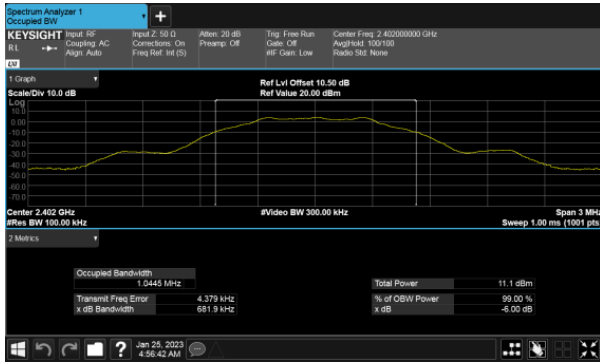 Spectrum Analyzer 1
Occupied BW
+
KEYSIGHT
Input: RF
Input Z: 50 Ω
Atten: 20 dB
Trig: Free Run
Center Freq: 2.402000000 GHz
RL
Coupling: AC
Corrections: On
Preamp: Off
Gate: Off
Avg|Hold: 100/100
Align: Auto
Freq Ref: Int (S)
#IF Gain: Low
Radio Std: None
LXI
1 Graph
Ref Lvl Offset 10.50 dB
Scale/Div 10.0 dB
Ref Value 20.00 dBm
Log
10.0
0.00
-10.0
-20.0
-30.0
-40.0
-50.0
-60.0
-70.0
Center 2.402 GHz
#Video BW 300.00 kHz
Span 3 MHz
#Res BW 100.00 kHz
Sweep 1.00 ms (1001 pts)
2 Metrics
Occupied Bandwidth
1.0445 MHz
Total Power
11.1 dBm
Transmit Freq Error
4.379 kHz
% of OBW Power
99.00 %
x dB Bandwidth
681.9 kHz
x dB
-6.00 dB
?
Jan 25, 2023
4:56:42 AM